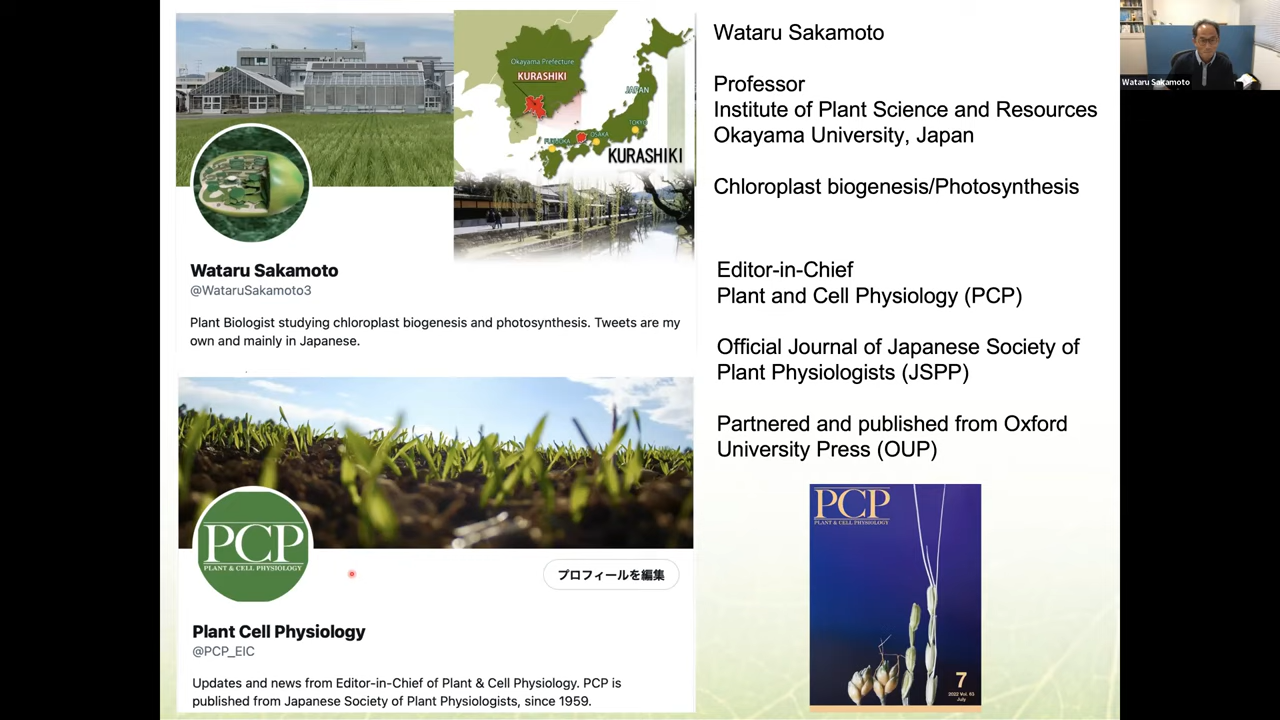 Okayama Prefecture
KURASHIKI
JAPAN
TOKYO
OSAKA
FUKUOKA
KURASHIKI
Wataru Sakamoto
@WataruSakamoto3
Plant Biologist studying chloroplast biogenesis and photosynthesis. Tweets are my
own and mainly in Japanese.
PCP
PLANT & CELL PHYSIOLOGY
プロフィールを編集
Plant Cell Physiology
@PCP_EIC
Updates and news from Editor-in-Chief of Plant & Cell Physiology. PCP is
published from Japanese Society of Plant Physiologists, since 1959.
Wataru Sakamoto
Professor
Institute of Plant Science and Resources
Okayama University, Japan
Chloroplast biogenesis/Photosynthesis
Editor-in-Chief
Plant and Cell Physiology (PCP)
Official Journal of Japanese Society of
Plant Physiologists (JSPP)
Partnered and published from Oxford
University Press (OUP)
PCP
PLANT & CELL PHYSIOLOGY
7
2022 Vol. 63
July
Wataru Sakamoto